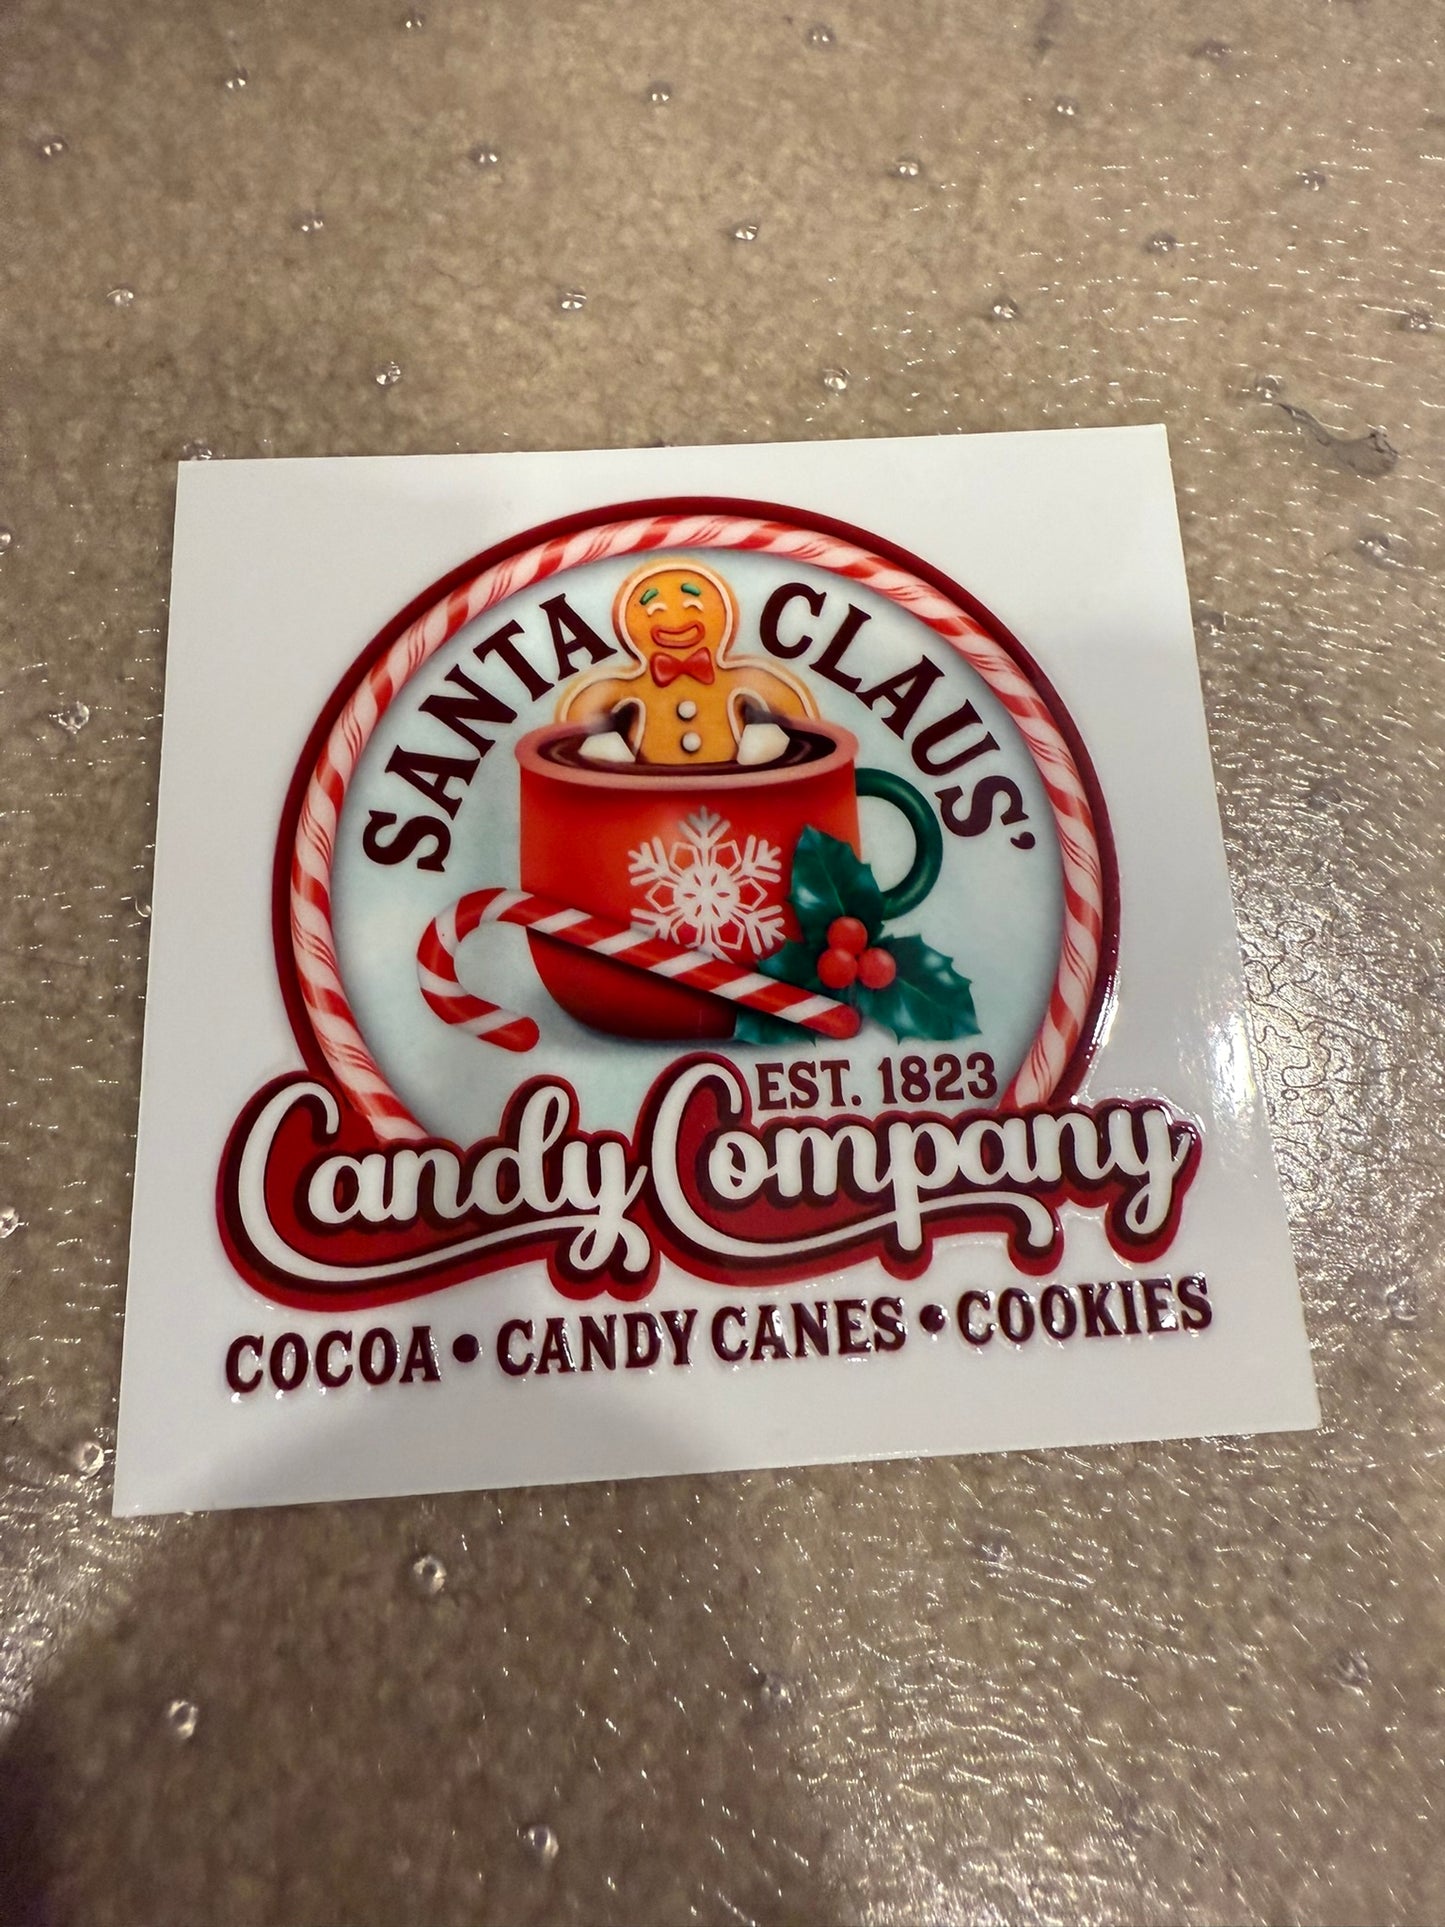 SANTA CLAUS'
EST. 1823
Candy Company
COCOA • CANDY CANES • COOKIES